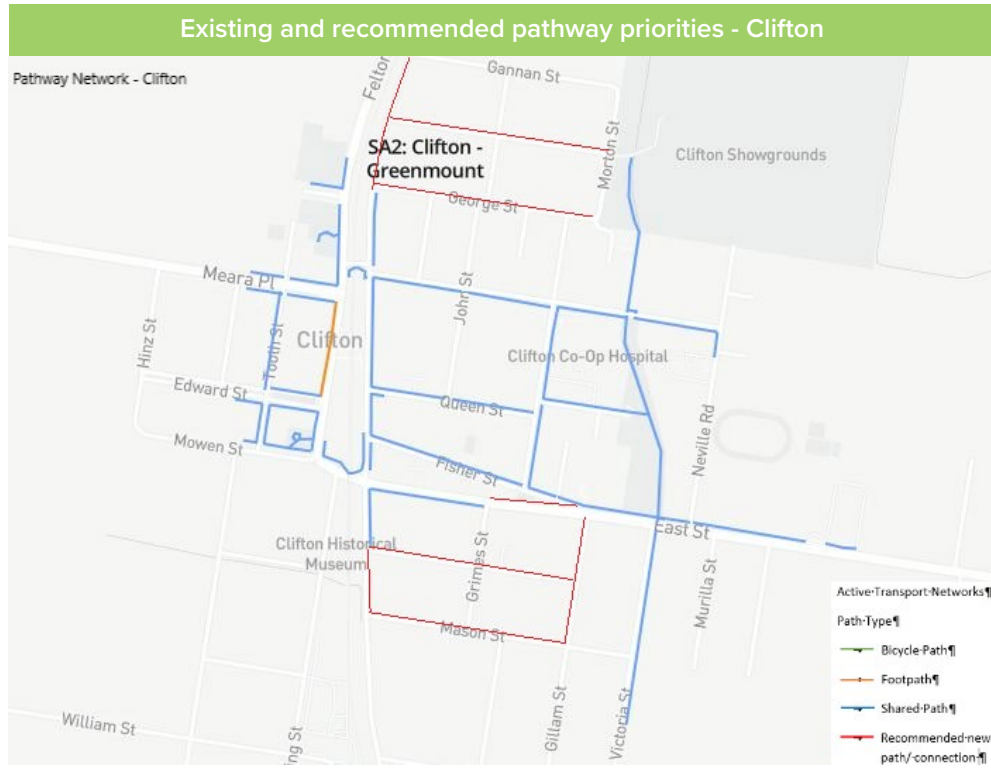 Existing and recommended pathway priorities - Clifton
Pathway Network - Clifton
Gannan St
Felton
SA2: Clifton -
Greenmount
Morton St
Clifton Showgrounds
George St
Meara Pl
John St
Hinz St
Tooth St
Clifton
Clifton Co-Op Hospital
Edward St
Queen St
Neville Rd
Mowen St
Fisher St
East St
Clifton Historical
Museum
Grimes St
Murilla St
Mason St
Gillam St
Victoria St
William St
ing St
Active·Transport·Networks¶
Path·Type¶
Bicycle·Path¶
Footpath¶
Shared·Path¶
Recommended·new
path/·connection·¶